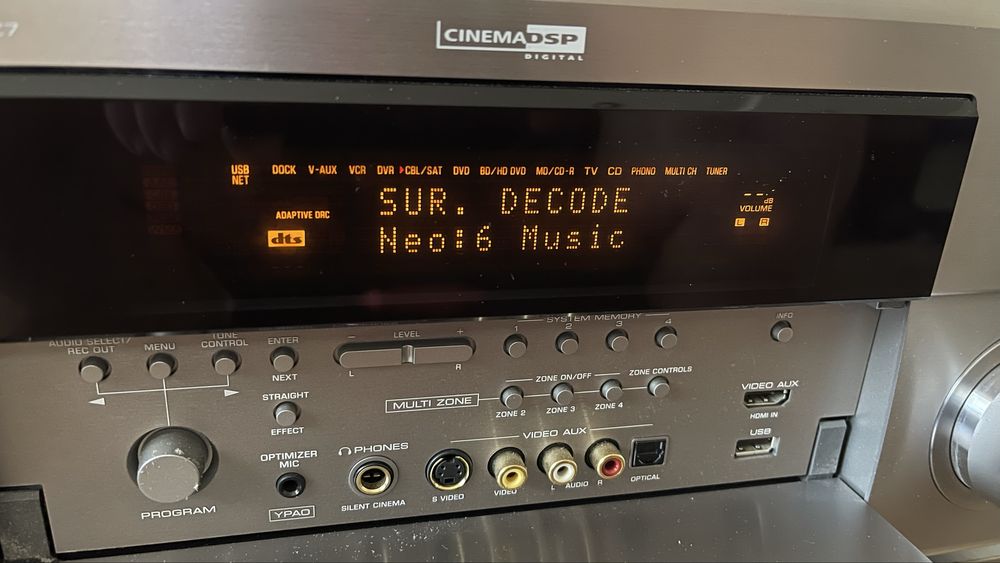 CINEMA DSP
DIGITAL
USB DOCK V-AUX VCR DVR CBL/SAT DVD BD/HD DVD MD/CD-R TV CD PHONO MULTI CH TUNER
NET
SUR. DECODE
dB
VOLUME
ADAPTIVE DRC
L R
dts
Neo:6 Music
AUDIO SELECT/
REC OUT
MENU
TONE
CONTROL
ENTER
NEXT
- LEVEL +
L R
SYSTEM MEMORY
1 2 3 4
INFO
STRAIGHT
EFFECT
MULTI ZONE
ZONE ON/OFF
ZONE 2 ZONE 3 ZONE 4
ZONE CONTROLS
VIDEO AUX
HDMI IN
USB
PROGRAM
OPTIMIZER
MIC
YPAO
PHONES
SILENT CINEMA
VIDEO AUX
S VIDEO
VIDEO
L AUDIO R
OPTICAL